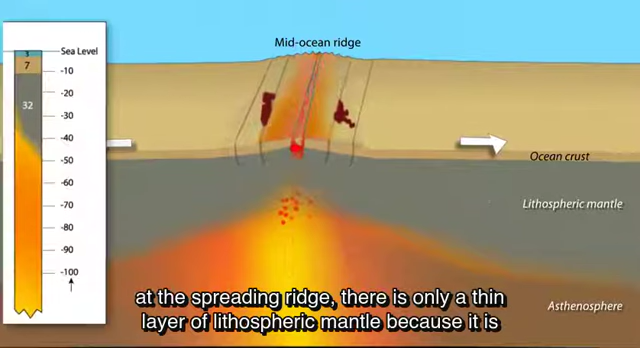 Mid-ocean ridge
Sea Level
3
7
-10
-20
32
-30
-40
-50
-60
-70
-80
-90
-100
Ocean crust
Lithospheric mantle
Asthenosphere
at the spreading ridge, there is only a thin
layer of lithospheric mantle because it is